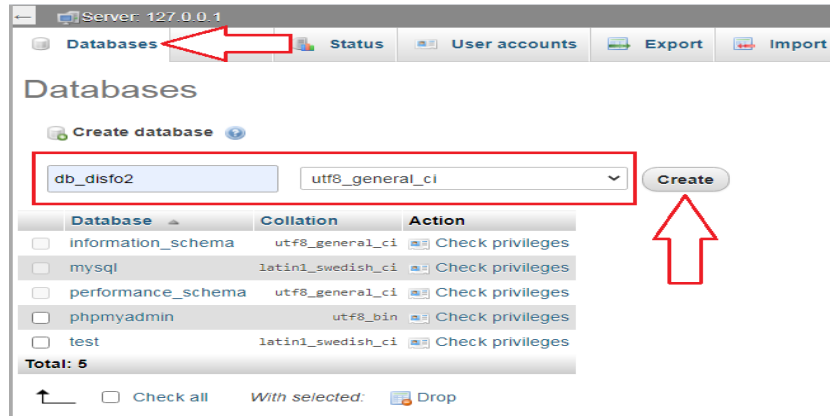 Server: 127.0.0.1
Databases Status User accounts Export Import
Databases
Create database
db_disfo2 utf8_general_ci Create
Database Collation Action
information_schema utf8_general_ci Check privileges
mysql latin1_swedish_ci Check privileges
performance_schema utf8_general_ci Check privileges
phpmyadmin utf8_bin Check privileges
test latin1_swedish_ci Check privileges
Total: 5
Check all With selected: Drop